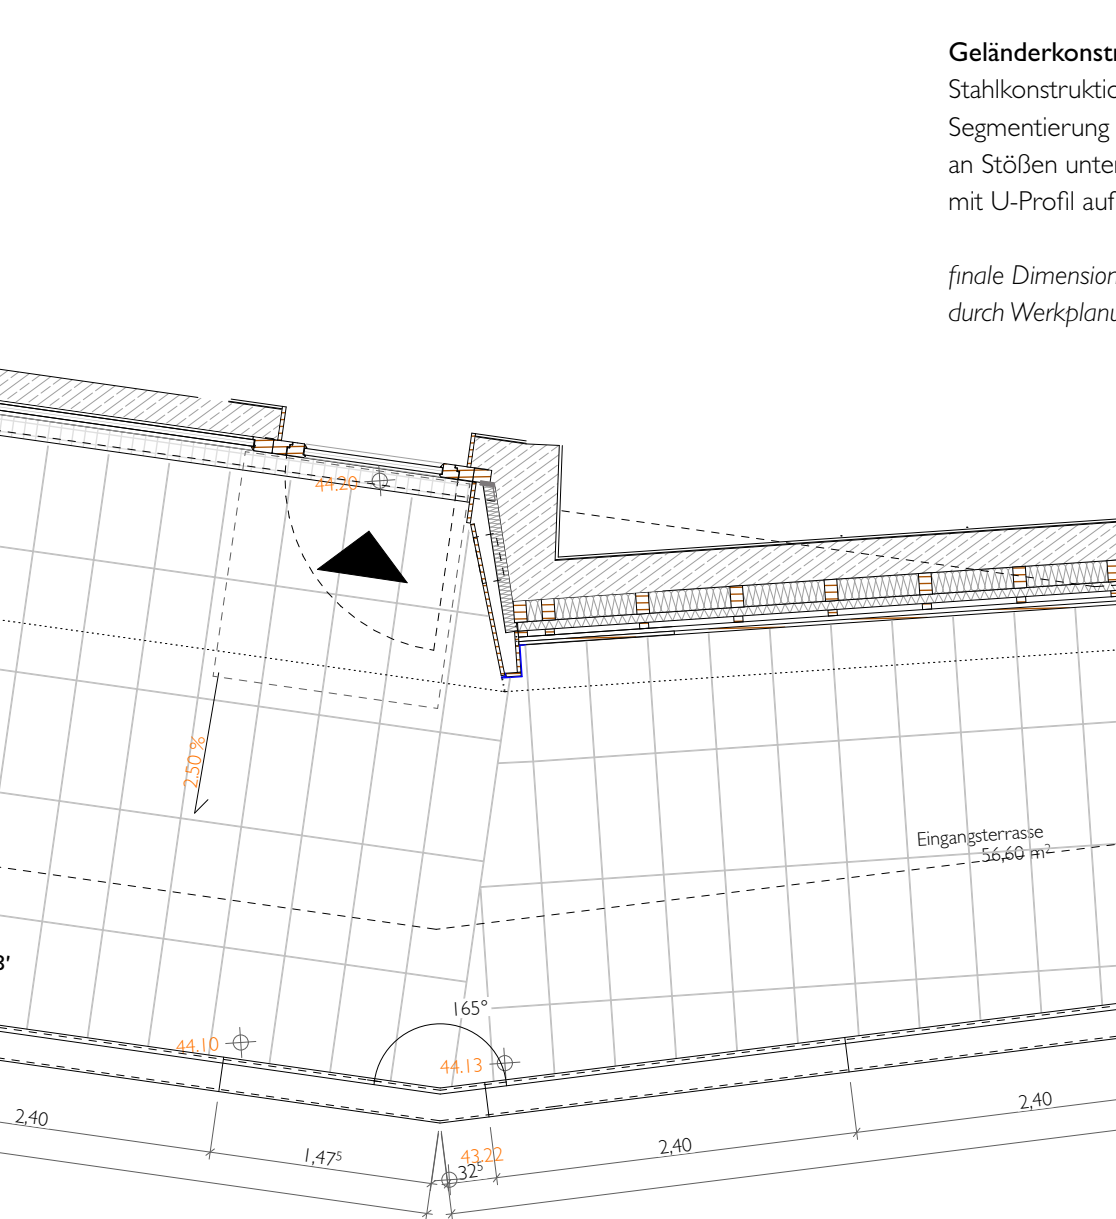 Geländerkonstr
Stahlkonstruktio
Segmentierung
an Stößen unter
mit U-Profil auf
finale Dimension
durch Werkplanu
44.20
2.50 %
Eingangsterrasse
56,60 m²
3'
165°
44.10
44.13
2,40
2,40
2,40
1,47⁵
43.22
32⁵